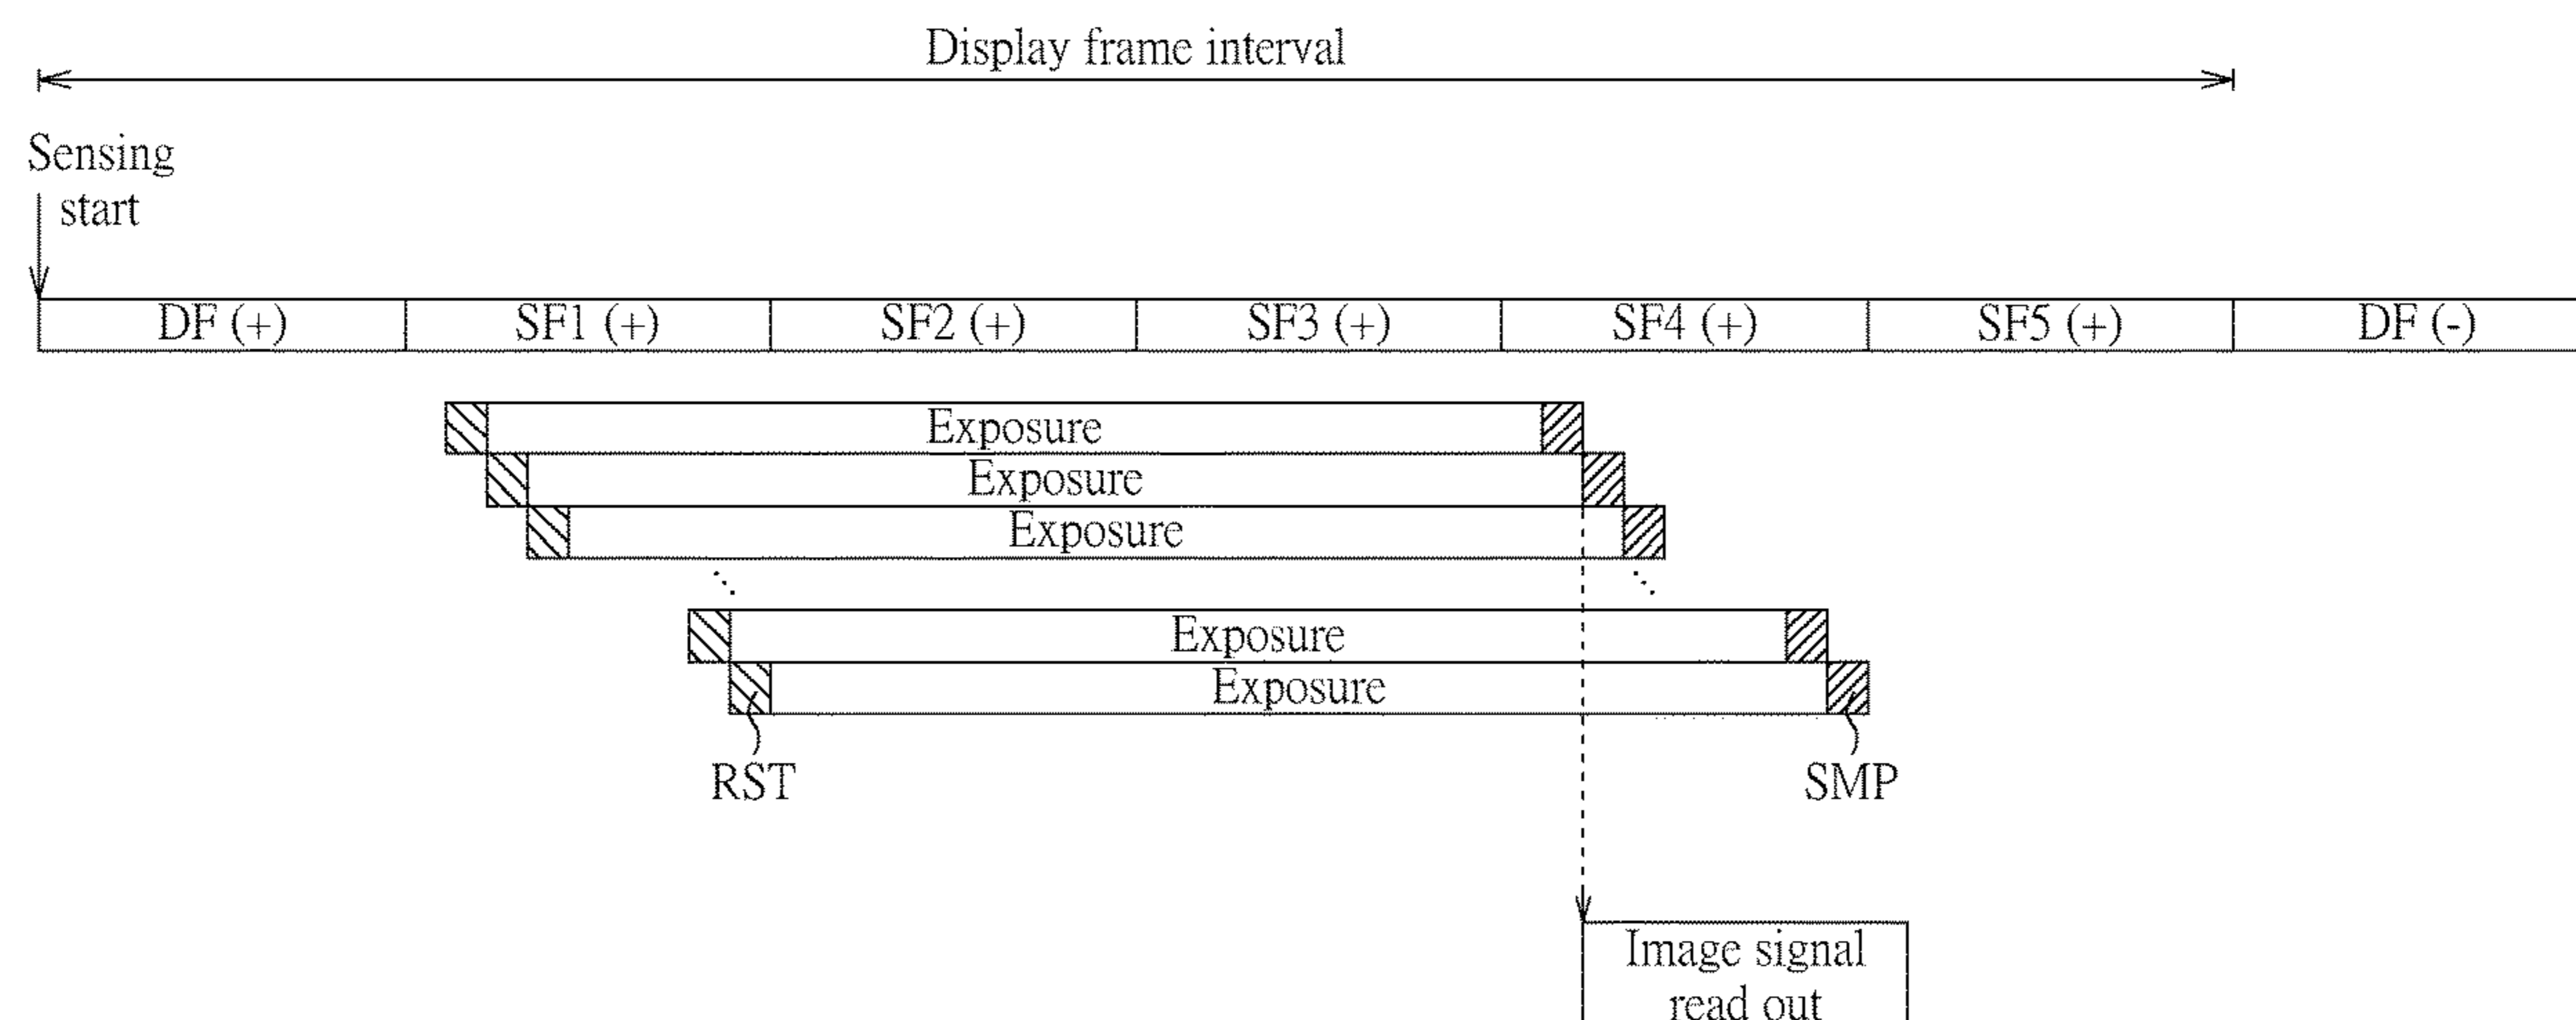 Display frame interval
Sensing
start
DF (+) SF1 (+) SF2 (+) SF3 (+) SF4 (+) SF5 (+) DF (-)
Exposure
Exposure
Exposure
Exposure
Exposure
RST SMP
Image signal
read out